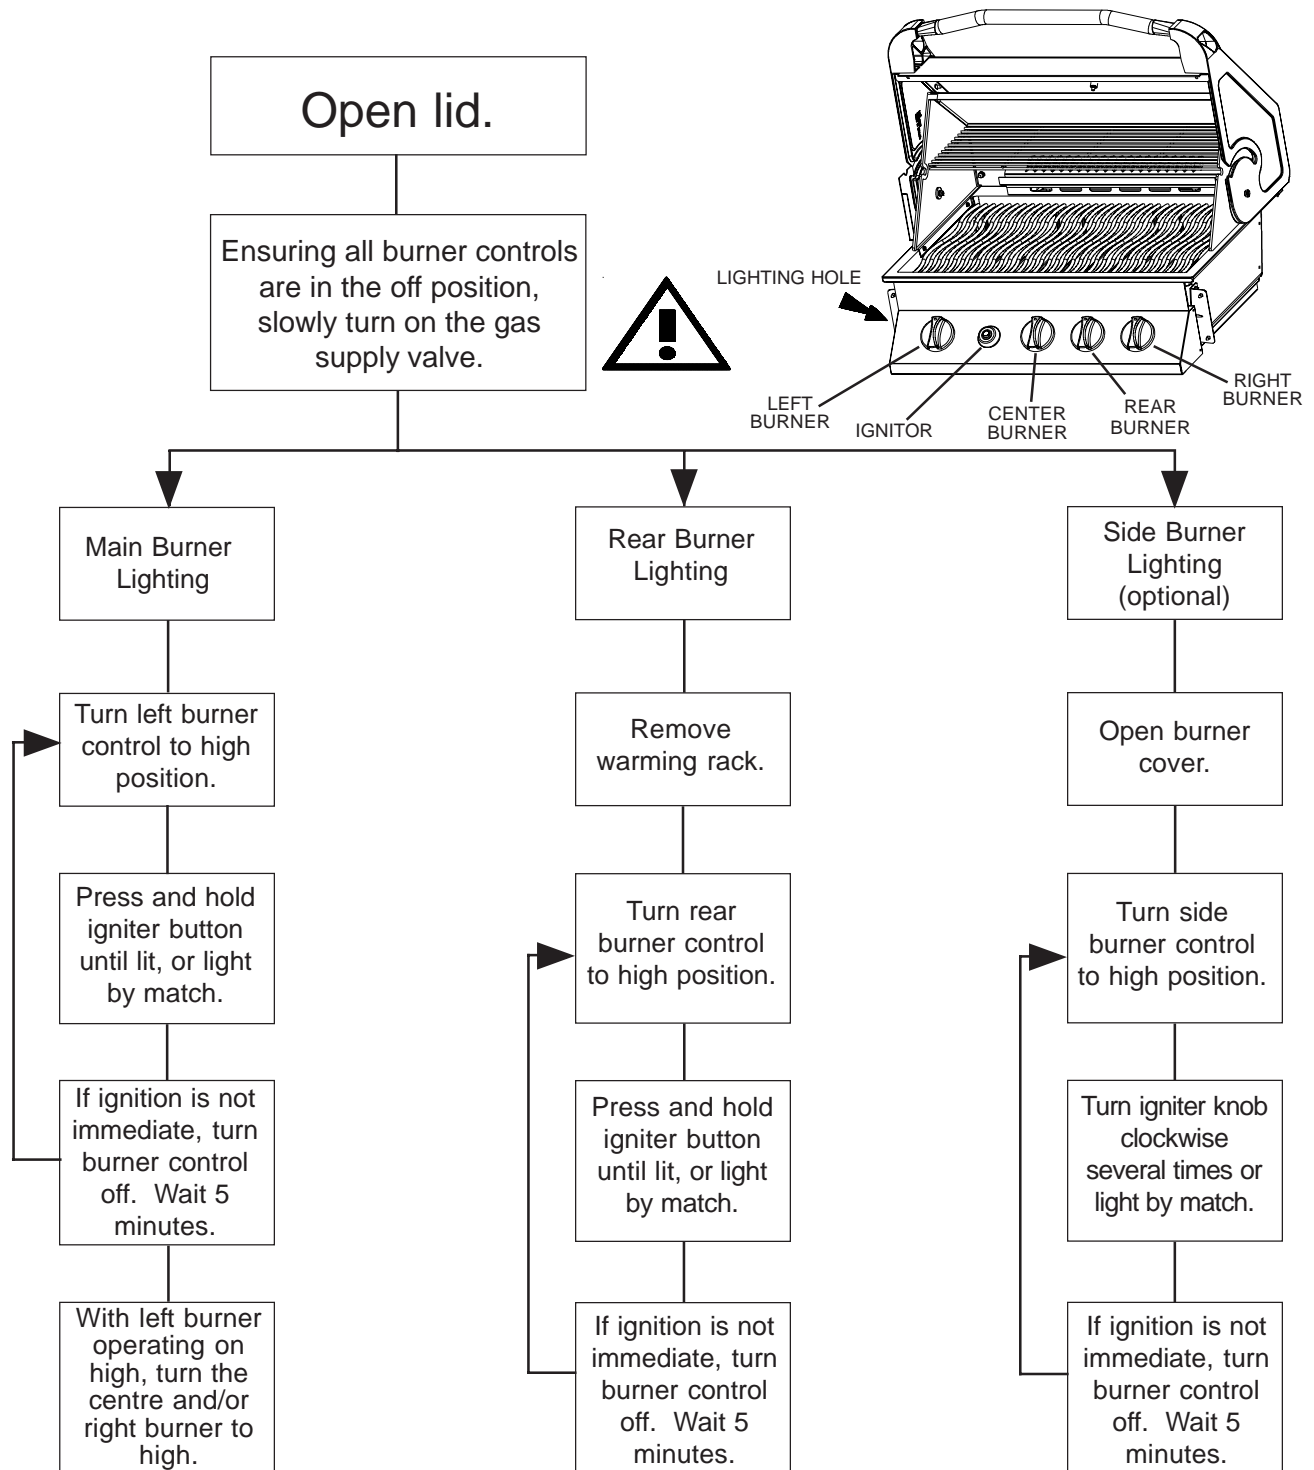 Open lid.
Ensuring all burner controls
are in the off position,
slowly turn on the gas
supply valve.
LIGHTING HOLE
LEFT
BURNER
IGNITOR
CENTER
BURNER
REAR
BURNER
RIGHT
BURNER
Main Burner
Lighting
Turn left burner
control to high
position.
Press and hold
igniter button
until lit, or light
by match.
If ignition is not
immediate, turn
burner control
off. Wait 5
minutes.
With left burner
operating on
high, turn the
centre and/or
right burner to
high.
Rear Burner
Lighting
Remove
warming rack.
Turn rear
burner control
to high position.
Press and hold
igniter button
until lit, or light
by match.
If ignition is not
immediate, turn
burner control
off. Wait 5
minutes.
Side Burner
Lighting
(optional)
Open burner
cover.
Turn side
burner control
to high position.
Turn igniter knob
clockwise
several times or
light by match.
If ignition is not
immediate, turn
burner control
off. Wait 5
minutes.